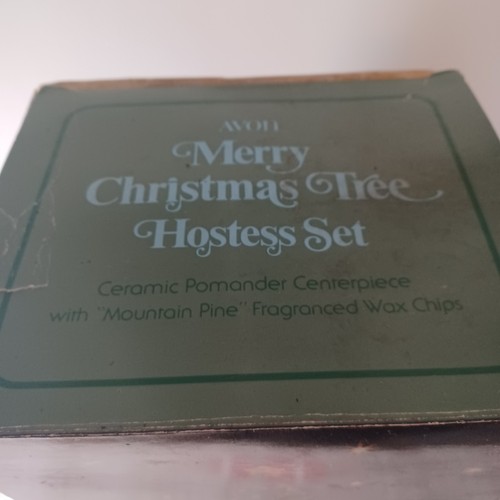 AVON
Merry
Christmas Tree
Hostess Set
Ceramic Pomander Centerpiece
with "Mountain Pine" Fragranced Wax Chips